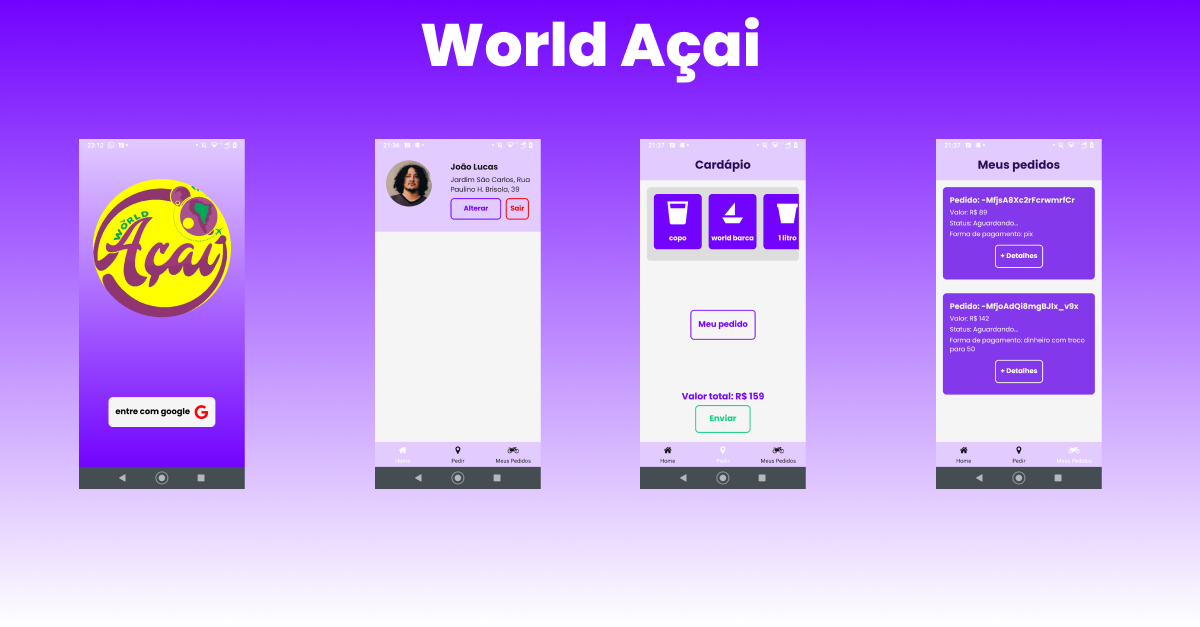 World Açai
23:12
THE
WORLD
Açaí
entre com google
21:36
João Lucas
Jardim São Carlos, Rua
Paulino H. Brisola, 39
Alterar
Sair
Home
Pedir
Meus Pedidos
21:37
Cardápio
copo
world barca
1 litro
Meu pedido
Valor total: R$ 159
Enviar
Home
Pedir
Meus Pedidos
21:37
Meus pedidos
Pedido: -MfjsA8Xc2rFcrwmrfCr
Valor: R$ 89
Status: Aguardando...
Forma de pagamento: pix
+ Detalhes
Pedido: -MfjoAdQi8mgBJIx_v9x
Valor: R$ 142
Status: Aguardando...
Forma de pagamento: dinheiro com troco
para 50
+ Detalhes
Home
Pedir
Meus Pedidos